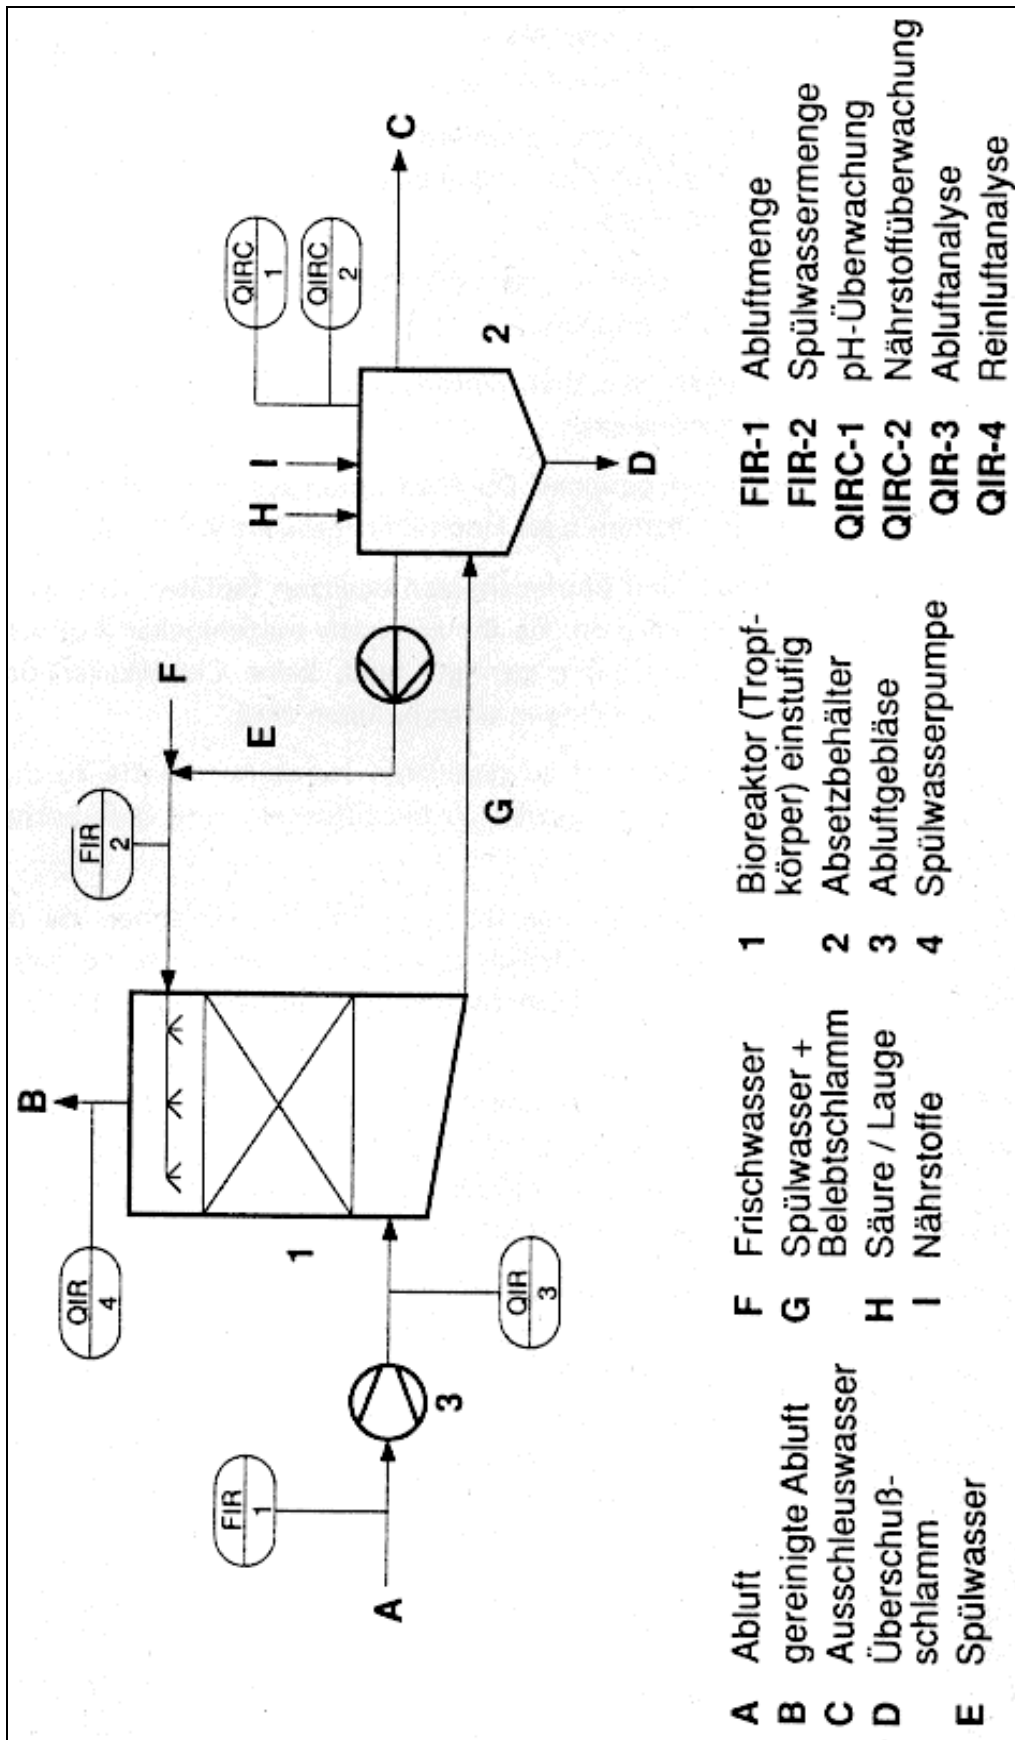 B
QIR
4
FIR
2
F
E
H
I
QIRC
1
QIRC
2
C
FIR
1
A
3
QIR
3
1
G
2
D
A Abluft
B gereinigte Abluft
C Ausschleuswasser
D Überschuß-
schlamm
E Spülwasser
F Frischwasser
G Spülwasser +
Belebtschlamm
H Säure / Lauge
I Nährstoffe
1 Bioreaktor (Tropf-
körper) einstufig
2 Absetzbehälter
3 Abluftgebläse
4 Spülwasserpumpe
FIR-1 Abluftmenge
FIR-2 Spülwassermenge
QIRC-1 pH-Überwachung
QIRC-2 Nährstoffüberwachung
QIR-3 Abluftanalyse
QIR-4 Reinluftanalyse